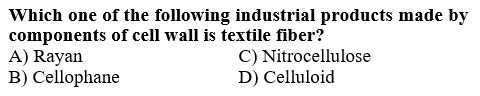 Which one of the following industrial products made by
components of cell wall is textile fiber?
A) Rayan C) Nitrocellulose
B) Cellophane D) Celluloid